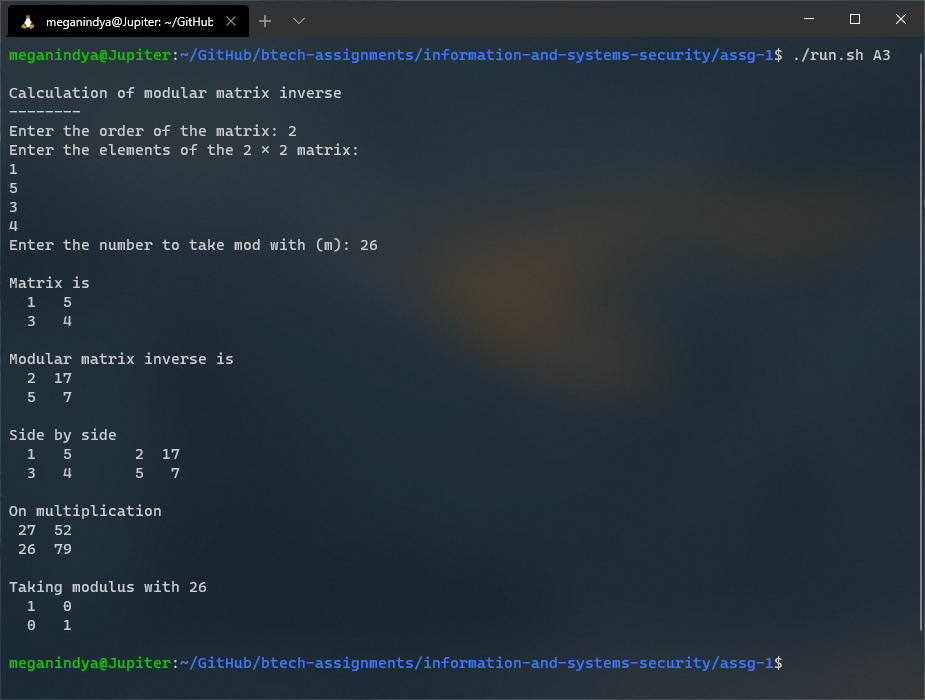 meganindya@Jupiter: ~/GitHub
meganindya@Jupiter:~/GitHub/btech-assignments/information-and-systems-security/assg-1$ ./run.sh A3
Calculation of modular matrix inverse
--------
Enter the order of the matrix: 2
Enter the elements of the 2 × 2 matrix:
1
5
3
4
Enter the number to take mod with (m): 26
Matrix is
1 5
3 4
Modular matrix inverse is
2 17
5 7
Side by side
1 5 2 17
3 4 5 7
On multiplication
27 52
26 79
Taking modulus with 26
1 0
0 1
meganindya@Jupiter:~/GitHub/btech-assignments/information-and-systems-security/assg-1$